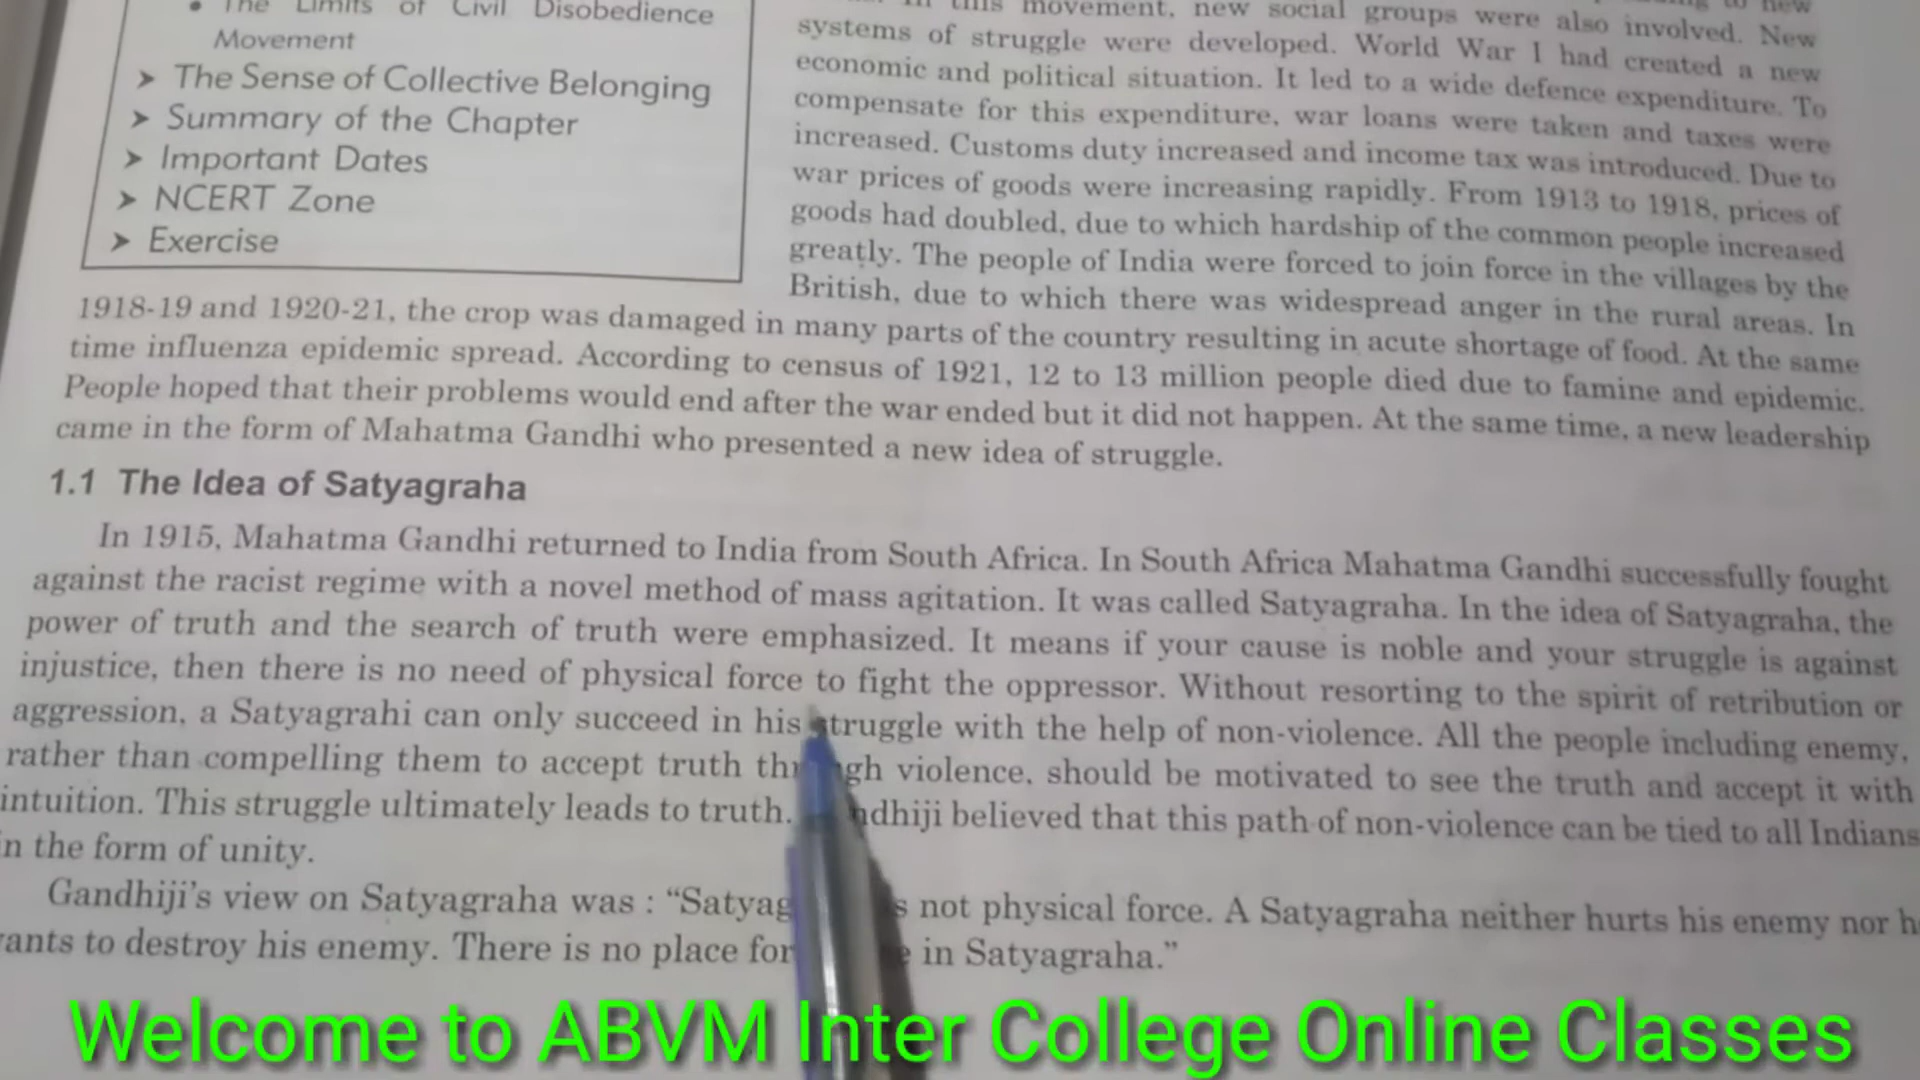 The Limits of Civil Disobedience
Movement
➤ The Sense of Collective Belonging
➤ Summary of the Chapter
➤ Important Dates
➤ NCERT Zone
➤ Exercise
In this movement, new social groups were also involved. New
systems of struggle were developed. World War I had created a new
economic and political situation. It led to a wide defence expenditure. To
compensate for this expenditure, war loans were taken and taxes were
increased. Customs duty increased and income tax was introduced. Due to
war prices of goods were increasing rapidly. From 1913 to 1918, prices of
goods had doubled, due to which hardship of the common people increased
greatly. The people of India were forced to join force in the villages by the
British, due to which there was widespread anger in the rural areas. In
1918-19 and 1920-21, the crop was damaged in many parts of the country resulting in acute shortage of food. At the same
time influenza epidemic spread. According to census of 1921, 12 to 13 million people died due to famine and epidemic.
People hoped that their problems would end after the war ended but it did not happen. At the same time, a new leadership
came in the form of Mahatma Gandhi who presented a new idea of struggle.
1.1 The Idea of Satyagraha
In 1915, Mahatma Gandhi returned to India from South Africa. In South Africa Mahatma Gandhi successfully fought
against the racist regime with a novel method of mass agitation. It was called Satyagraha. In the idea of Satyagraha, the
power of truth and the search of truth were emphasized. It means if your cause is noble and your struggle is against
injustice, then there is no need of physical force to fight the oppressor. Without resorting to the spirit of retribution or
aggression, a Satyagrahi can only succeed in his struggle with the help of non-violence. All the people including enemy,
rather than compelling them to accept truth through violence, should be motivated to see the truth and accept it with
intuition. This struggle ultimately leads to truth. Gandhiji believed that this path of non-violence can be tied to all Indians
in the form of unity.
Gandhiji's view on Satyagraha was : "Satyag s not physical force. A Satyagraha neither hurts his enemy nor h
ants to destroy his enemy. There is no place for in Satyagraha."
Welcome to ABVM Inter College Online Classes